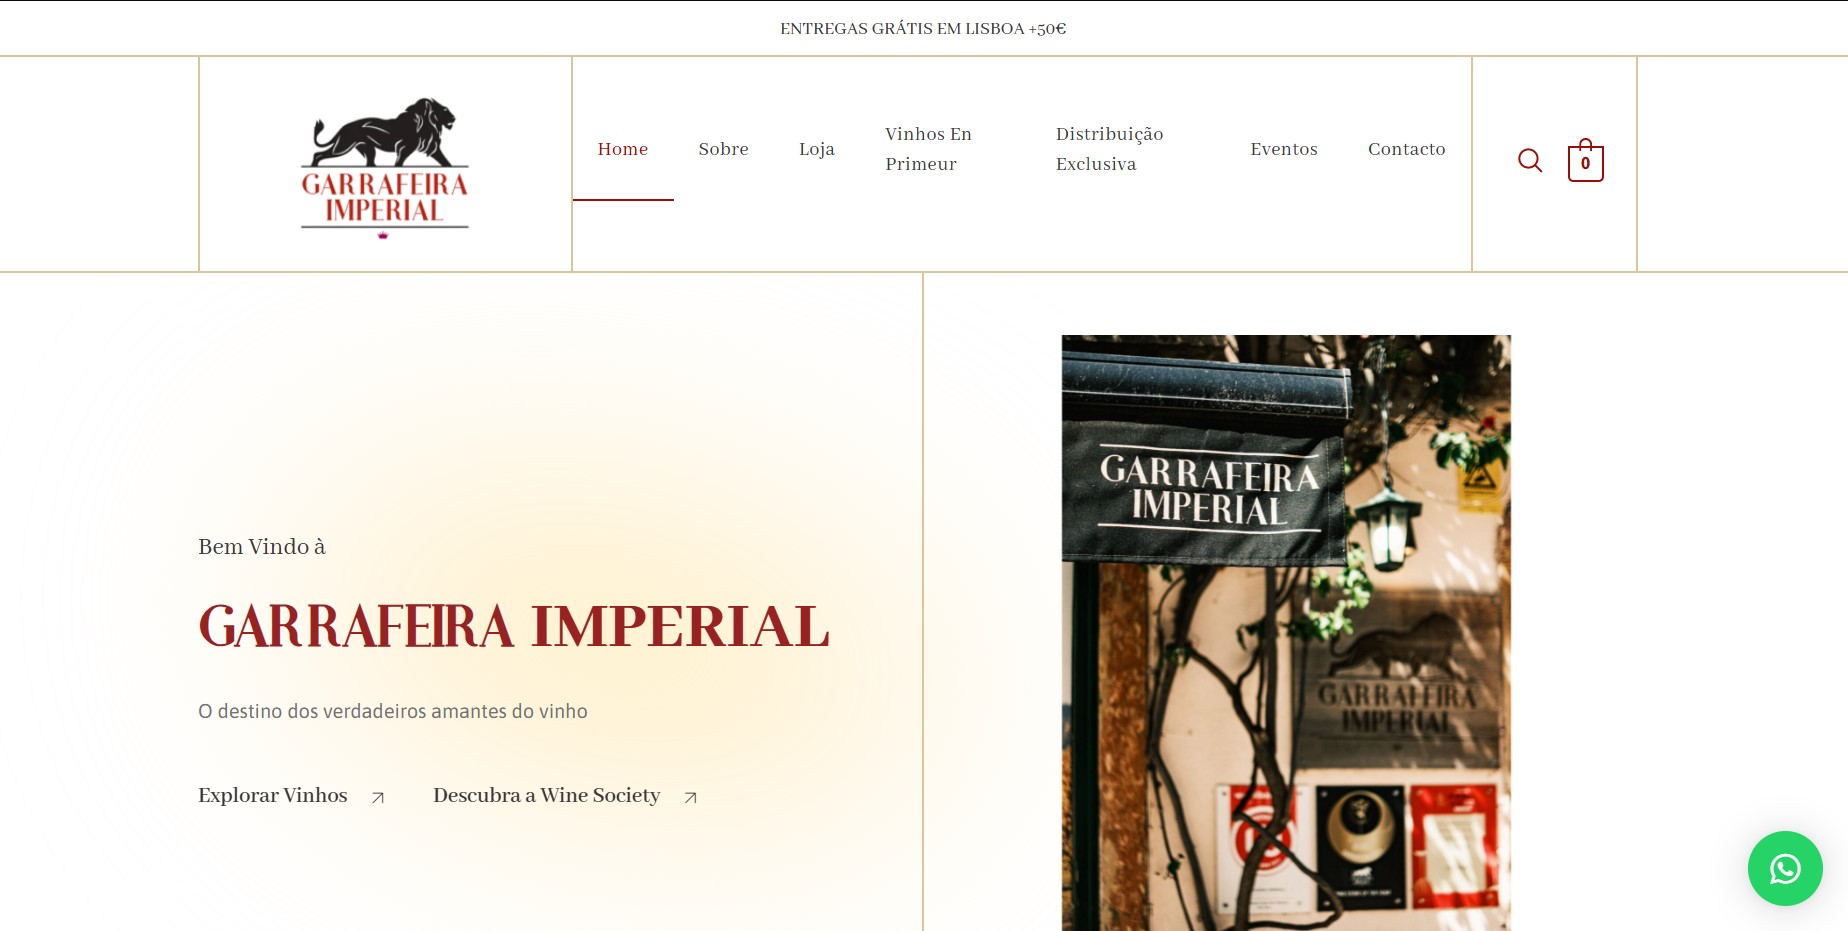 ENTREGAS GRÁTIS EM LISBOA +50€
GARRAFEIRA
IMPERIAL
Home
Sobre
Loja
Vinhos En
Primeur
Distribuição
Exclusiva
Eventos
Contacto
0
Bem Vindo à
GARRAFEIRA IMPERIAL
O destino dos verdadeiros amantes do vinho
Explorar Vinhos
Descubra a Wine Society
GARRAFEIRA
IMPERIAL
GARRAFEIRA
IMPERIAL